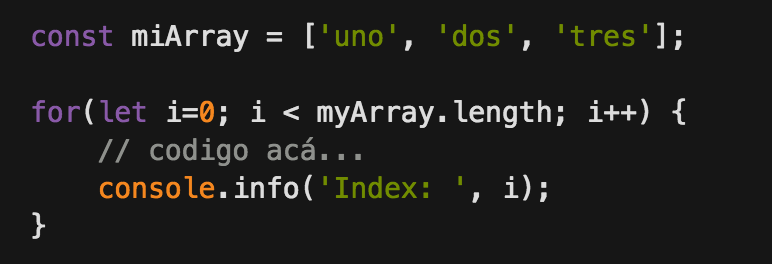 const miArray = ['uno', 'dos', 'tres'];
for(let i=0; i < myArray.length; i++) {
// codigo acá...
console.info('Index: ', i);
}